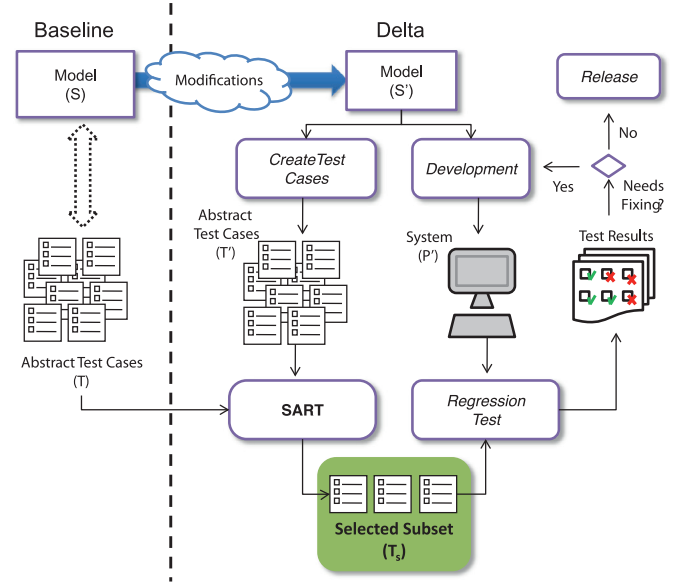 Baseline
Delta
Model
(S)
Modifications
Model
(S')
Release
No
CreateTest
Cases
Development
Yes
Needs
Fixing?
Abstract
Test Cases
(T')
System
(P')
Test Results
Abstract Test Cases
(T)
SART
Regression
Test
Selected Subset
(Ts)